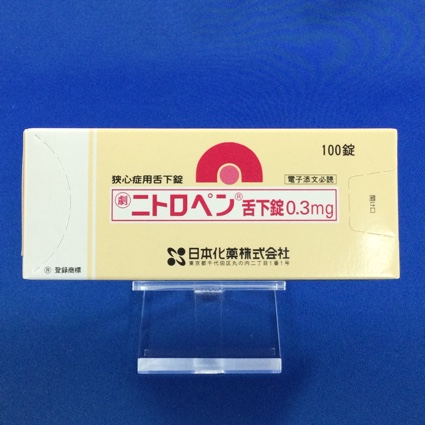 100錠
狭心症用舌下錠
電子添文必読
劇 ニトロペン® 舌下錠0.3mg
開け口
日本化薬株式会社
東京都千代田区丸の内二丁目1番1号
® 登録商標